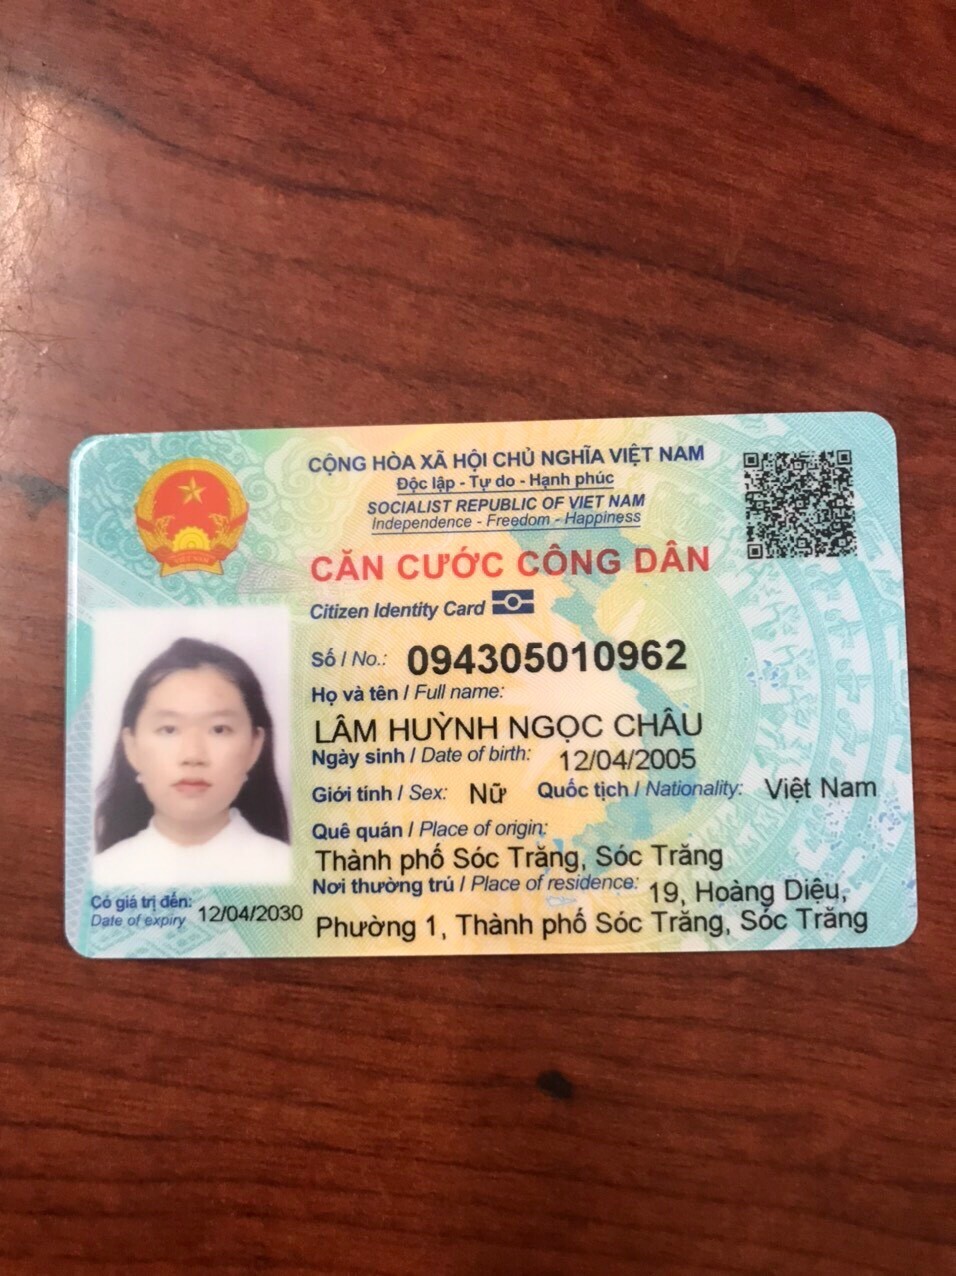 CỘNG HÒA XÃ HỘI CHỦ NGHĨA VIỆT NAM
Độc lập - Tự do - Hạnh phúc
SOCIALIST REPUBLIC OF VIET NAM
Independence - Freedom - Happiness
CĂN CƯỚC CÔNG DÂN
Citizen Identity Card
Số / No.: 094305010962
Họ và tên / Full name:
LÂM HUỲNH NGỌC CHÂU
Ngày sinh / Date of birth: 12/04/2005
Giới tính / Sex: Nữ Quốc tịch / Nationality: Việt Nam
Quê quán / Place of origin:
Thành phố Sóc Trăng, Sóc Trăng
Nơi thường trú / Place of residence: 19, Hoàng Diệu,
Phường 1, Thành phố Sóc Trăng, Sóc Trăng
Có giá trị đến: 12/04/2030
Date of expiry